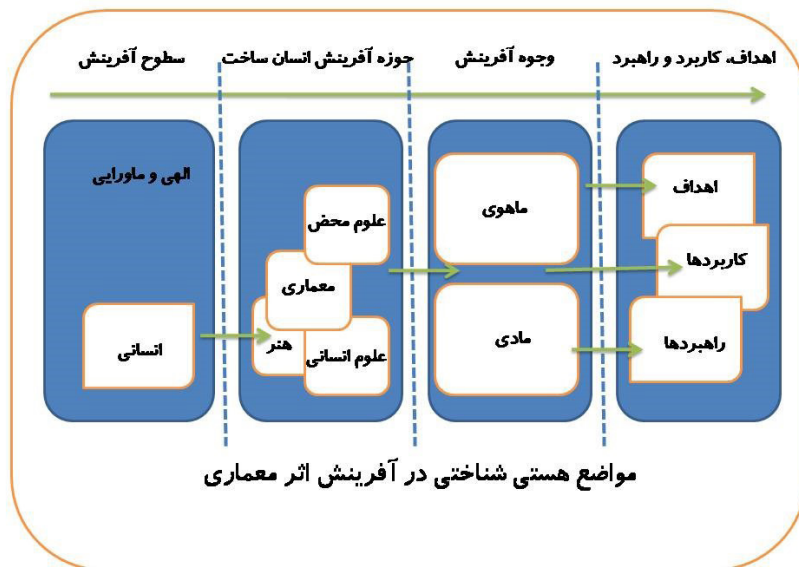 سطوح آفرینش
حوزه آفرینش انسان ساخت
وجوه آفرینش
اهداف، کاربرد و راهبرد
الهی و ماورایی
انسانی
علوم محض
معماری
هنر
علوم انسانی
ماهوی
مادی
اهداف
کاربردها
راهبردها
مواضع هستی شناختی در آفرینش اثر معماری